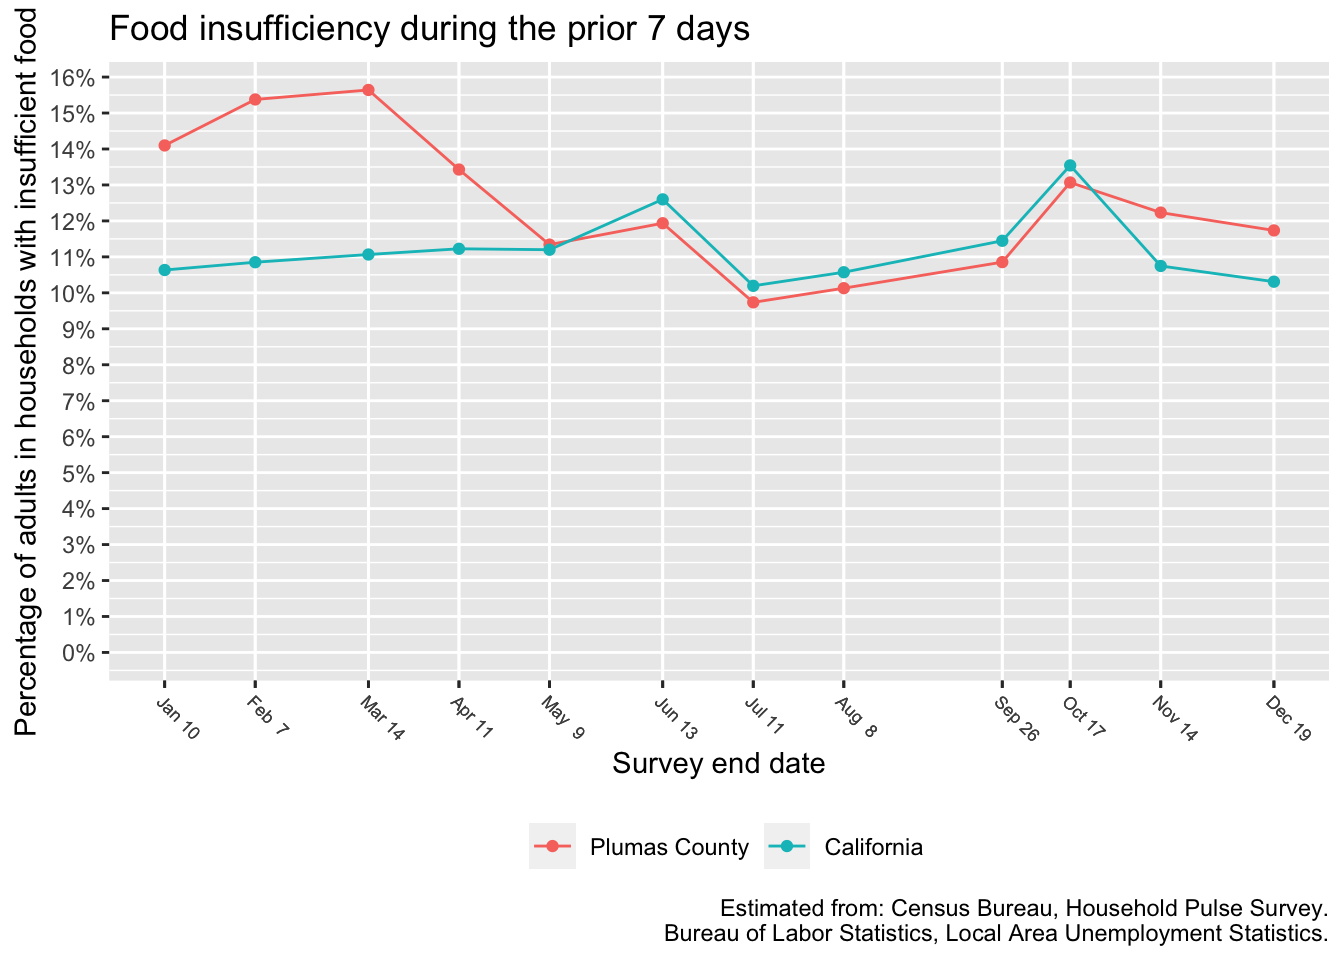 Food insufficiency during the prior 7 days
Percentage of adults in households with insufficient food
16%
15%
14%
13%
12%
11%
10%
9%
8%
7%
6%
5%
4%
3%
2%
1%
0%
Jan 10
Feb 7
Mar 14
Apr 11
May 9
Jun 13
Jul 11
Aug 8
Sep 26
Oct 17
Nov 14
Dec 19
Survey end date
Plumas County
California
Estimated from: Census Bureau, Household Pulse Survey.
Bureau of Labor Statistics, Local Area Unemployment Statistics.